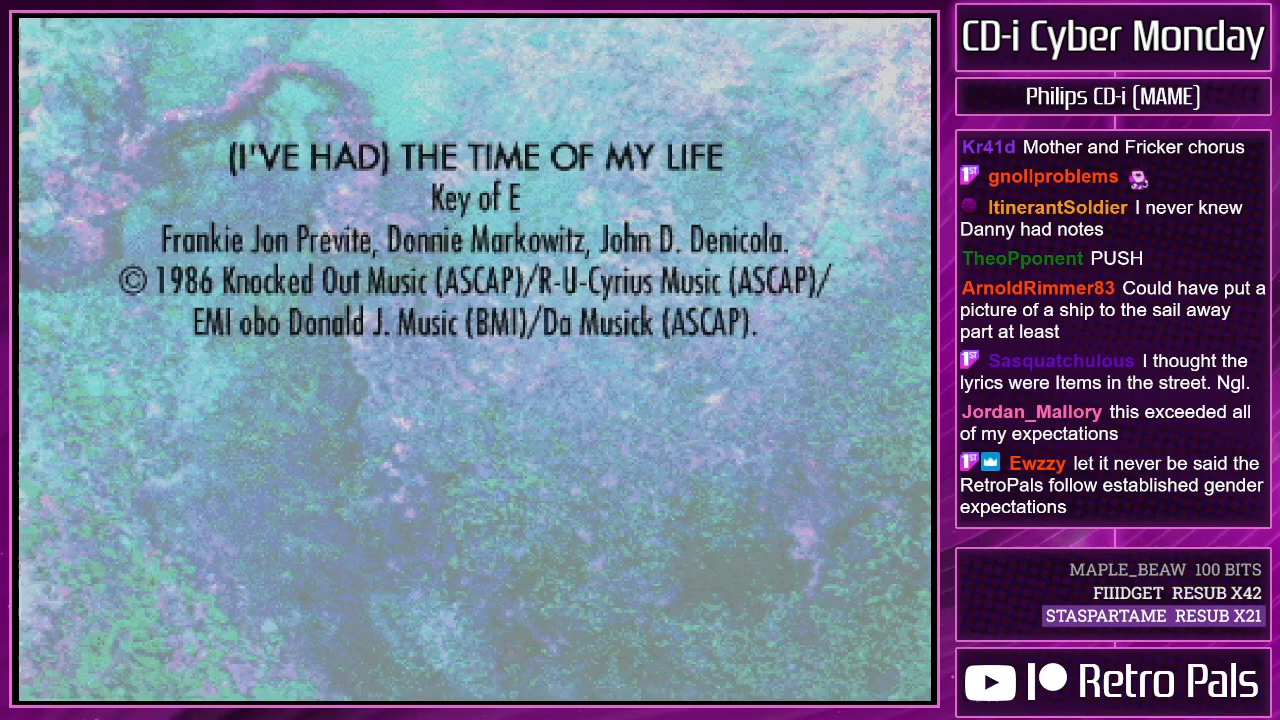 (I'VE HAD) THE TIME OF MY LIFE
Key of E
Frankie Jon Previte, Donnie Markowitz, John D. Denicola.
© 1986 Knocked Out Music (ASCAP)/R-U-Cyrius Music (ASCAP)/
EMI obo Donald J. Music (BMI)/Da Musick (ASCAP).
CD-i Cyber Monday
Philips CD-i [MAME]
Kr41d Mother and Fricker chorus
1ST gnollproblems
ItinerantSoldier I never knew
Danny had notes
TheoPponent PUSH
ArnoldRimmer83 Could have put a
picture of a ship to the sail away
part at least
1ST Sasquatchulous I thought the
lyrics were Items in the street. Ngl.
Jordan_Mallory this exceeded all
of my expectations
1ST Ewzzy let it never be said the
RetroPals follow established gender
expectations
MAPLE_BEAW 100 BITS
FIIIDGET RESUB X42
STASPARTAME RESUB X21
Retro Pals